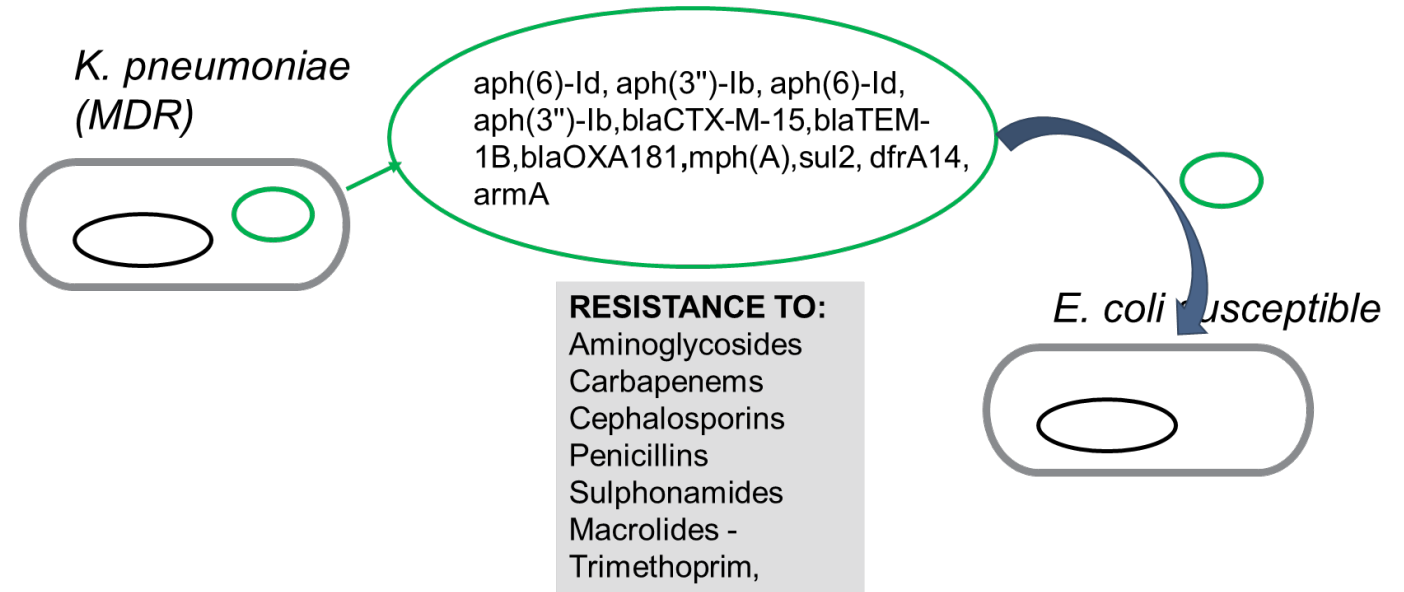 K. pneumoniae
(MDR)
aph(6)-Id, aph(3")-Ib, aph(6)-Id,
aph(3")-Ib,blaCTX-M-15,blaTEM-
1B,blaOXA181,mph(A),sul2, dfrA14,
armA
RESISTANCE TO:
Aminoglycosides
Carbapenems
Cephalosporins
Penicillins
Sulphonamides
Macrolides -
Trimethoprim,
E. coli susceptible